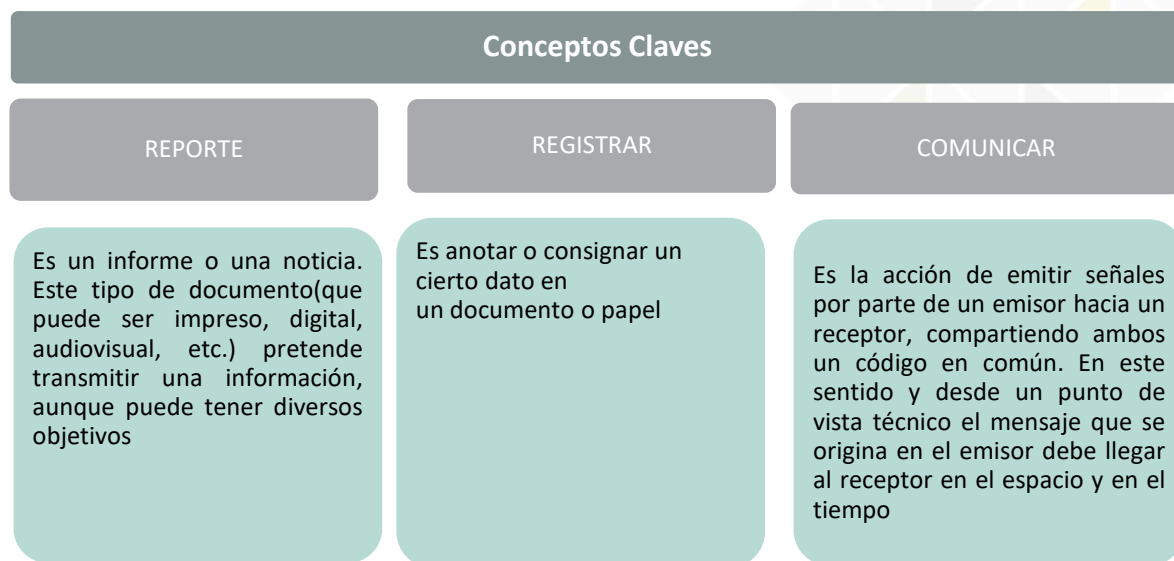 Conceptos Claves
REPORTE
Es un informe o una noticia.
Este tipo de documento(que
puede ser impreso, digital,
audiovisual, etc.) pretende
transmitir una información,
aunque puede tener diversos
objetivos
REGISTRAR
Es anotar o consignar un
cierto dato en
un documento o papel
COMUNICAR
Es la acción de emitir señales
por parte de un emisor hacia un
receptor, compartiendo ambos
un código en común. En este
sentido y desde un punto de
vista técnico el mensaje que se
origina en el emisor debe llegar
al receptor en el espacio y en el
tiempo